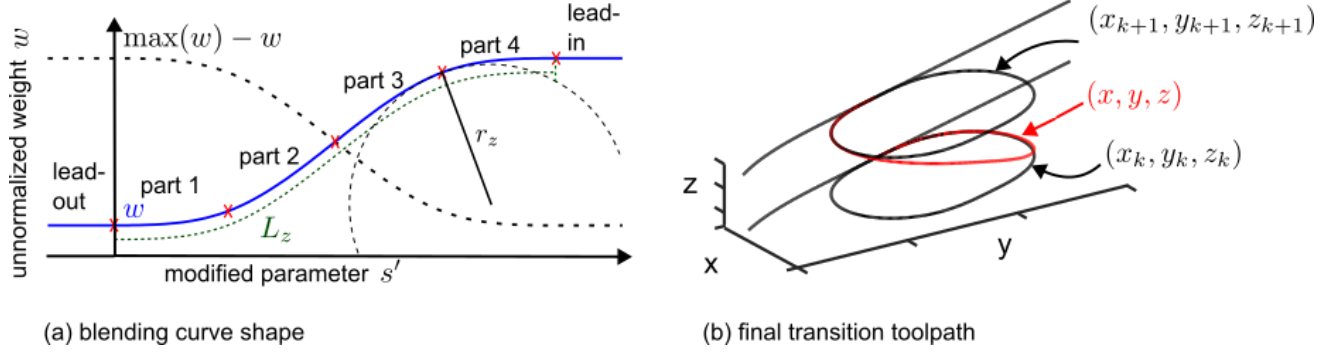 unnormalized weight w
max(w) − w
lead-
in
part 4
part 3
part 2
part 1
lead-
out
w
L_z
r_z
modified parameter s′
(a) blending curve shape
(x_{k+1}, y_{k+1}, z_{k+1})
(x, y, z)
(x_k, y_k, z_k)
z
x
y
(b) final transition toolpath